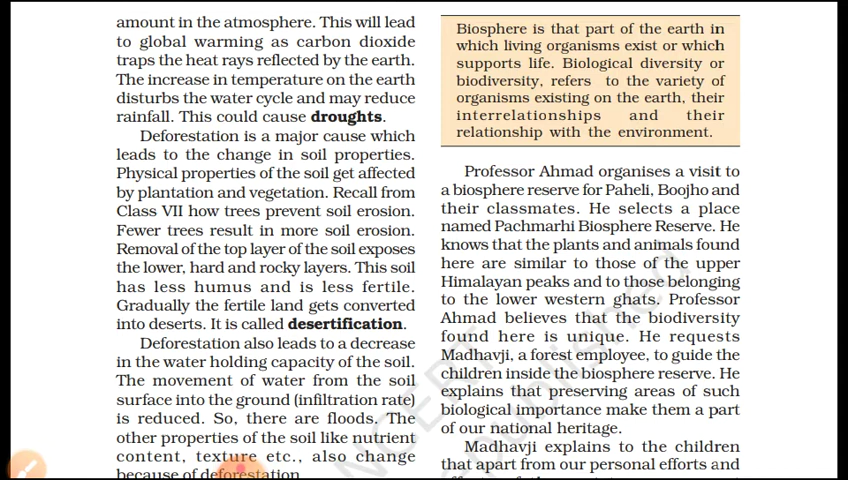 amount in the atmosphere. This will lead
to global warming as carbon dioxide
traps the heat rays reflected by the earth.
The increase in temperature on the earth
disturbs the water cycle and may reduce
rainfall. This could cause droughts.
Deforestation is a major cause which
leads to the change in soil properties.
Physical properties of the soil get affected
by plantation and vegetation. Recall from
Class VII how trees prevent soil erosion.
Fewer trees result in more soil erosion.
Removal of the top layer of the soil exposes
the lower, hard and rocky layers. This soil
has less humus and is less fertile.
Gradually the fertile land gets converted
into deserts. It is called desertification.
Deforestation also leads to a decrease
in the water holding capacity of the soil.
The movement of water from the soil
surface into the ground (infiltration rate)
is reduced. So, there are floods. The
other properties of the soil like nutrient
content, texture etc., also change
because of deforestation.
Biosphere is that part of the earth in
which living organisms exist or which
supports life. Biological diversity or
biodiversity, refers to the variety of
organisms existing on the earth, their
interrelationships and their
relationship with the environment.
Professor Ahmad organises a visit to
a biosphere reserve for Paheli, Boojho and
their classmates. He selects a place
named Pachmarhi Biosphere Reserve. He
knows that the plants and animals found
here are similar to those of the upper
Himalayan peaks and to those belonging
to the lower western ghats. Professor
Ahmad believes that the biodiversity
found here is unique. He requests
Madhavji, a forest employee, to guide the
children inside the biosphere reserve. He
explains that preserving areas of such
biological importance make them a part
of our national heritage.
Madhavji explains to the children
that apart from our personal efforts and
NCERT
published